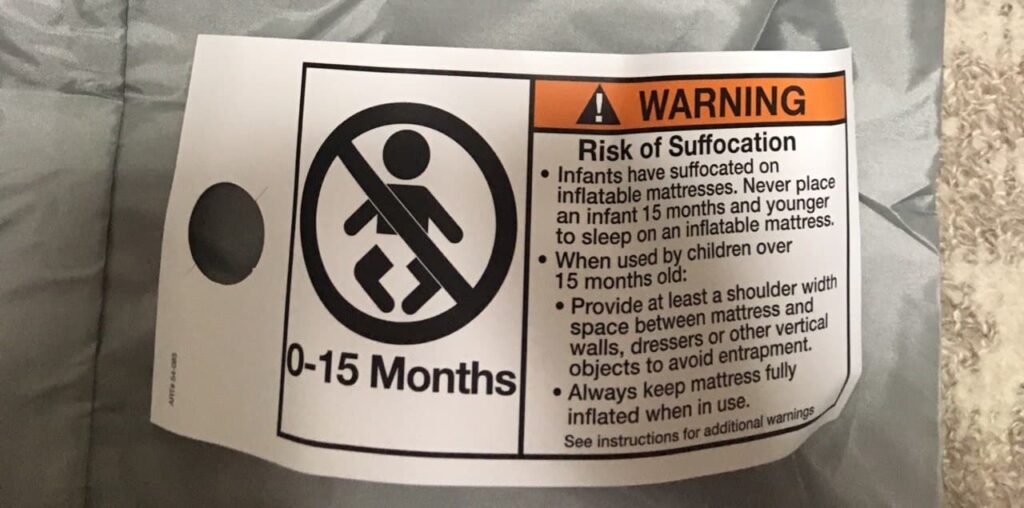 WARNING
Risk of Suffocation
• Infants have suffocated on
inflatable mattresses. Never place
an infant 15 months and younger
to sleep on an inflatable mattress.
• When used by children over
15 months old:
• Provide at least a shoulder width
space between mattress and
walls, dressers or other vertical
objects to avoid entrapment.
• Always keep mattress fully
inflated when in use.
See instructions for additional warnings
0-15 Months